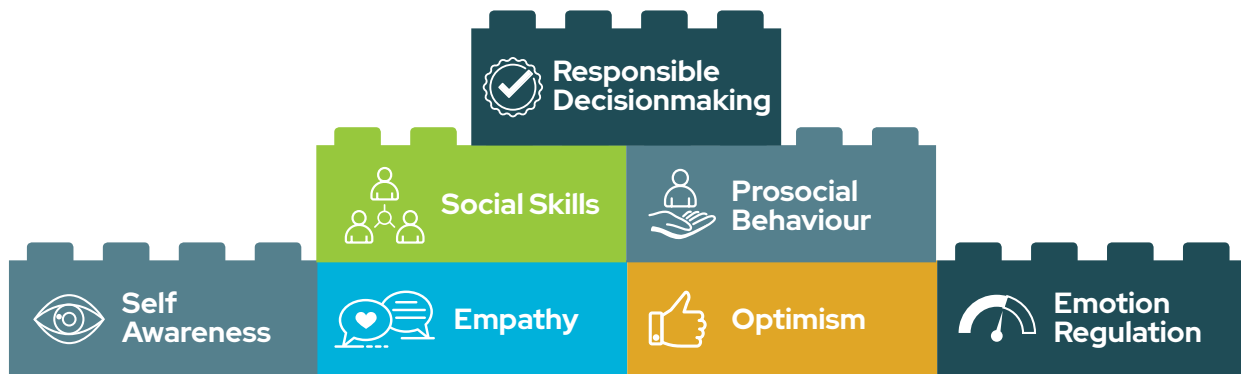 Responsible
Decisionmaking
Social Skills
Prosocial
Behaviour
Self
Awareness
Empathy
Optimism
Emotion
Regulation